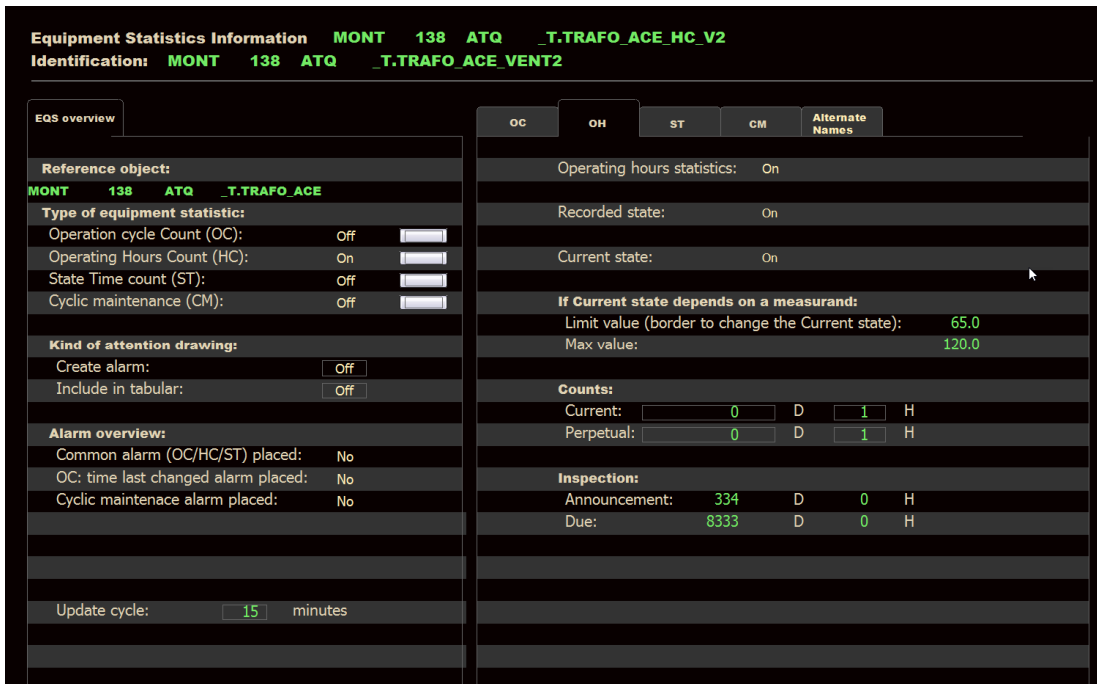 Equipment Statistics Information MONT 138 ATQ _T.TRAFO_ACE_HC_V2
Identification: MONT 138 ATQ _T.TRAFO_ACE_VENT2
EQS overview
Reference object:
MONT 138 ATQ _T.TRAFO_ACE
Type of equipment statistic:
Operation cycle Count (OC): Off
Operating Hours Count (HC): On
State Time count (ST): Off
Cyclic maintenance (CM): Off
Kind of attention drawing:
Create alarm: Off
Include in tabular: Off
Alarm overview:
Common alarm (OC/HC/ST) placed: No
OC: time last changed alarm placed: No
Cyclic maintenace alarm placed: No
Update cycle: 15 minutes
OC OH ST CM Alternate
Names
Operating hours statistics: On
Recorded state: On
Current state: On
If Current state depends on a measurand:
Limit value (border to change the Current state): 65.0
Max value: 120.0
Counts:
Current: 0 D 1 H
Perpetual: 0 D 1 H
Inspection:
Announcement: 334 D 0 H
Due: 8333 D 0 H